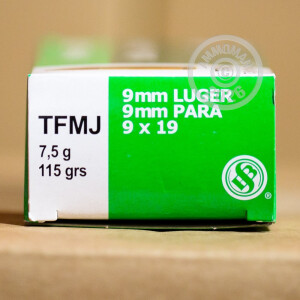 TFMJ
7,5 g
115 grs
9mm LUGER
9mm PARA
9 x 19
®